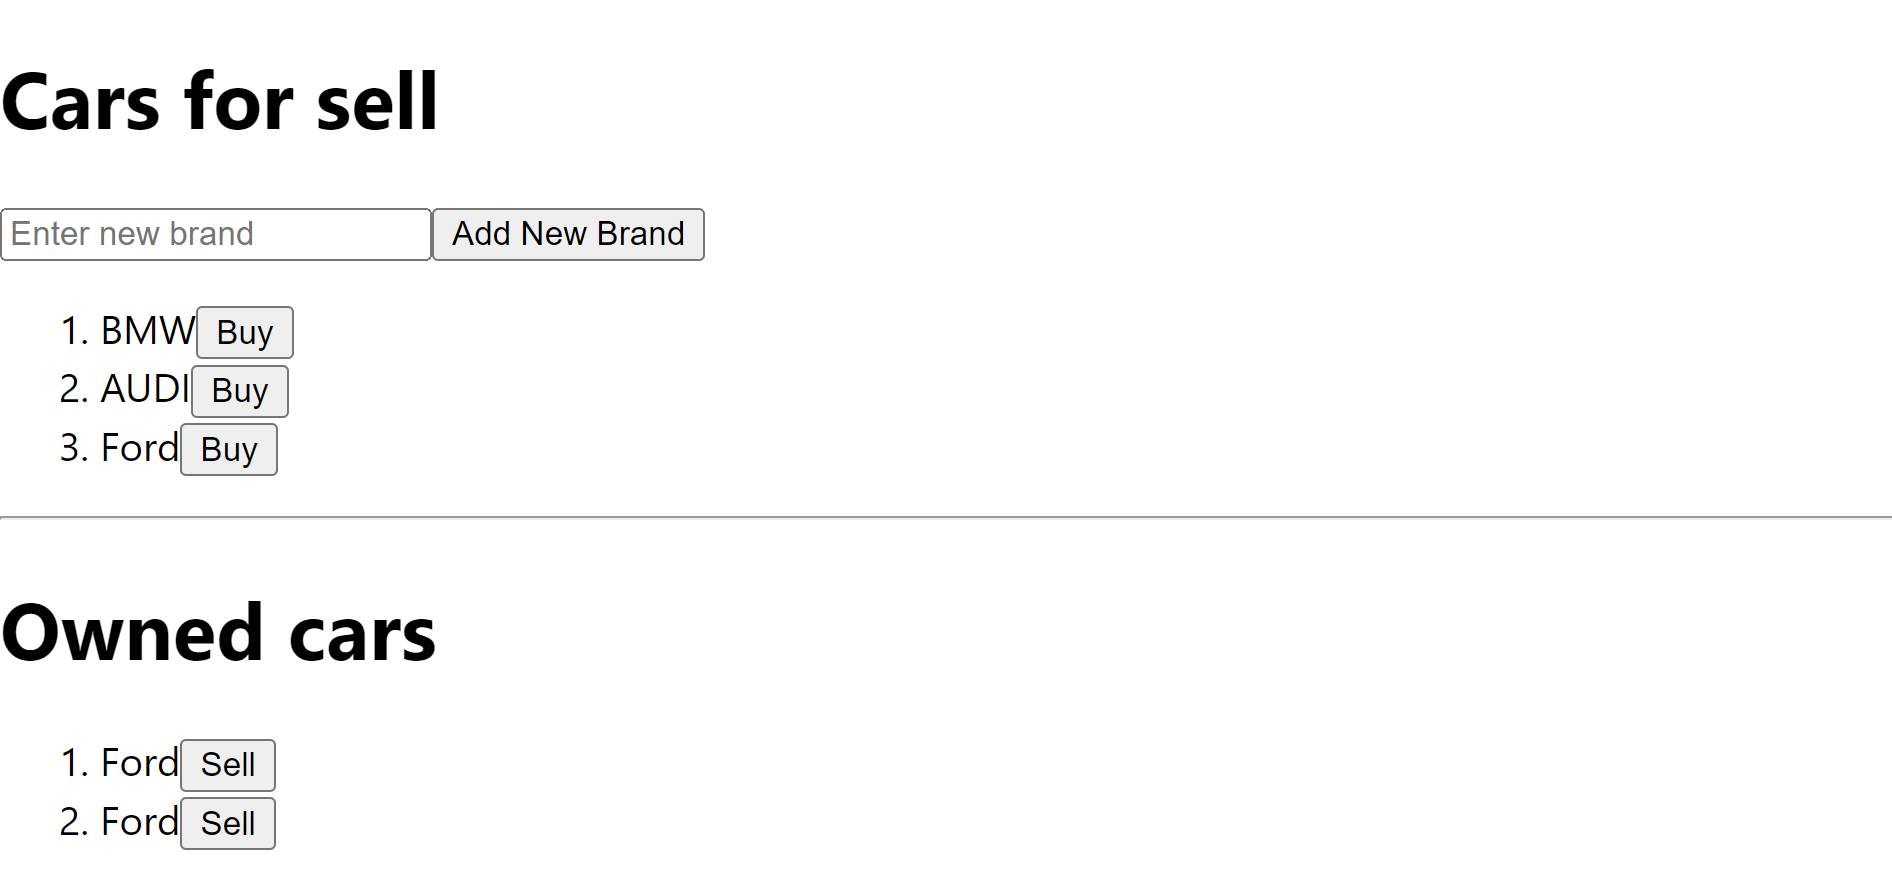 Cars for sell
Enter new brand Add New Brand
1. BMW Buy
2. AUDI Buy
3. Ford Buy
Owned cars
1. Ford Sell
2. Ford Sell